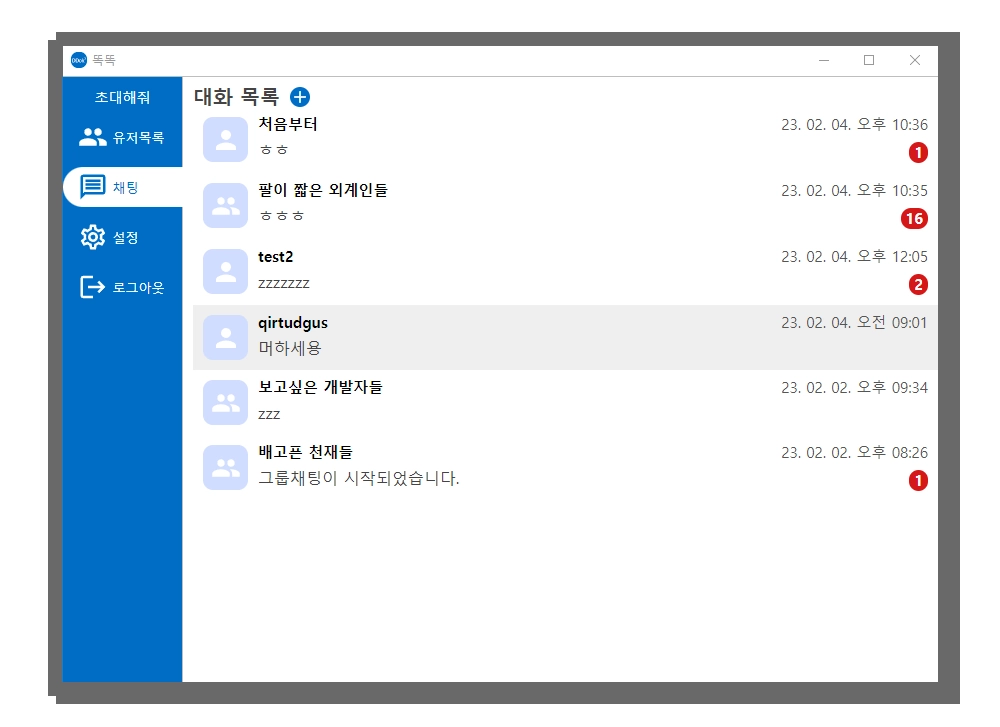 DDok
똑똑
초대해줘
유저목록
채팅
설정
로그아웃
대화 목록
처음부터
23. 02. 04. 오후 10:36
ㅎㅎ
1
팔이 짧은 외계인들
23. 02. 04. 오후 10:35
ㅎㅎㅎ
16
test2
23. 02. 04. 오후 12:05
zzzzzzz
2
qirtudgus
23. 02. 04. 오전 09:01
머하세용
보고싶은 개발자들
23. 02. 02. 오후 09:34
zzz
배고픈 천재들
23. 02. 02. 오후 08:26
그룹채팅이 시작되었습니다.
1